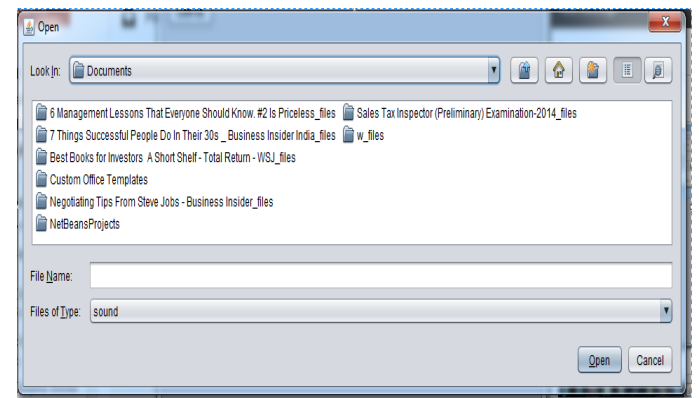 Open
Look In: Documents
6 Management Lessons That Everyone Should Know. #2 Is Priceless_files Sales Tax Inspector (Preliminary) Examination-2014_files
7 Things Successful People Do In Their 30s _ Business Insider India_files w_files
Best Books for Investors A Short Shelf - Total Return - WSJ_files
Custom Office Templates
Negotiating Tips From Steve Jobs - Business Insider_files
NetBeansProjects
File Name:
Files of Type: sound
Open Cancel